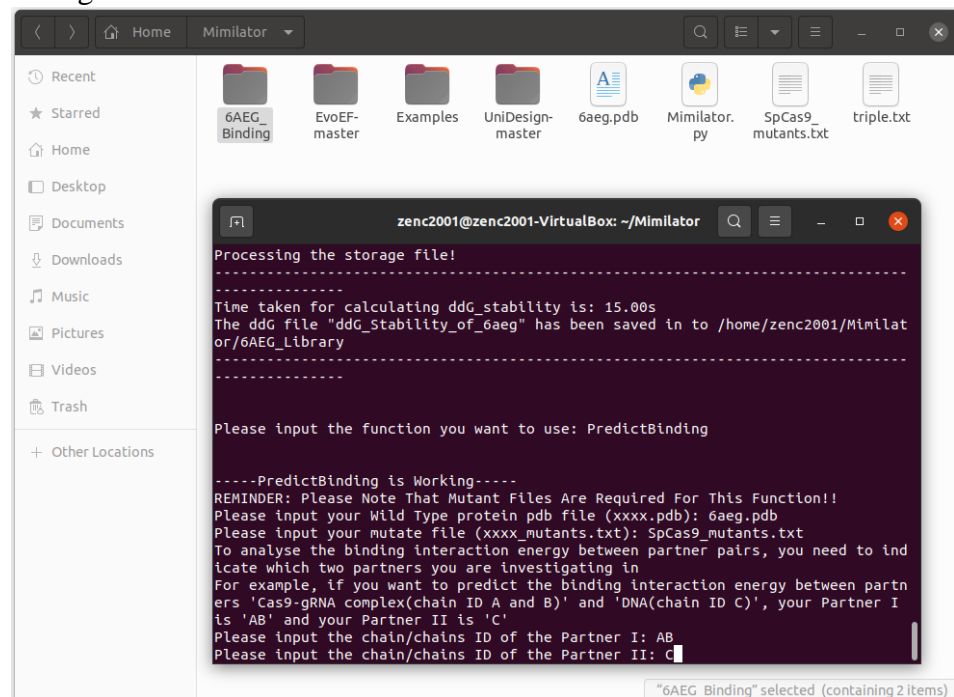 Home
Mimilator
Recent
Starred
Home
Desktop
Documents
Downloads
Music
Pictures
Videos
Trash
Other Locations
6AEG_
Binding
EvoEF-
master
Examples
UniDesign-
master
6aeg.pdb
Mimilator.
py
SpCas9_
mutants.txt
triple.txt
zenc2001@zenc2001-VirtualBox: ~/Mimilator
Processing the storage file!
--------------------------------------------------------------------------------
---------------
Time taken for calculating ddG_stability is: 15.00s
The ddG file "ddG_Stability_of_6aeg" has been saved in to /home/zenc2001/Mimilat
or/6AEG_Library
--------------------------------------------------------------------------------
---------------
Please input the function you want to use: PredictBinding
-----PredictBinding is Working-----
REMINDER: Please Note That Mutant Files Are Required For This Function!!
Please input your Wild Type protein pdb file (xxxx.pdb): 6aeg.pdb
Please input your mutate file (xxxx_mutants.txt): SpCas9_mutants.txt
To analyse the binding interaction energy between partner pairs, you need to ind
icate which two partners you are investigating in
For example, if you want to predict the binding interaction energy between partn
ers 'Cas9-gRNA complex(chain ID A and B)' and 'DNA(chain ID C)', your Partner I
is 'AB' and your Partner II is 'C'
Please input the chain/chains ID of the Partner I: AB
Please input the chain/chains ID of the Partner II: C
"6AEG_Binding" selected (containing 2 items)